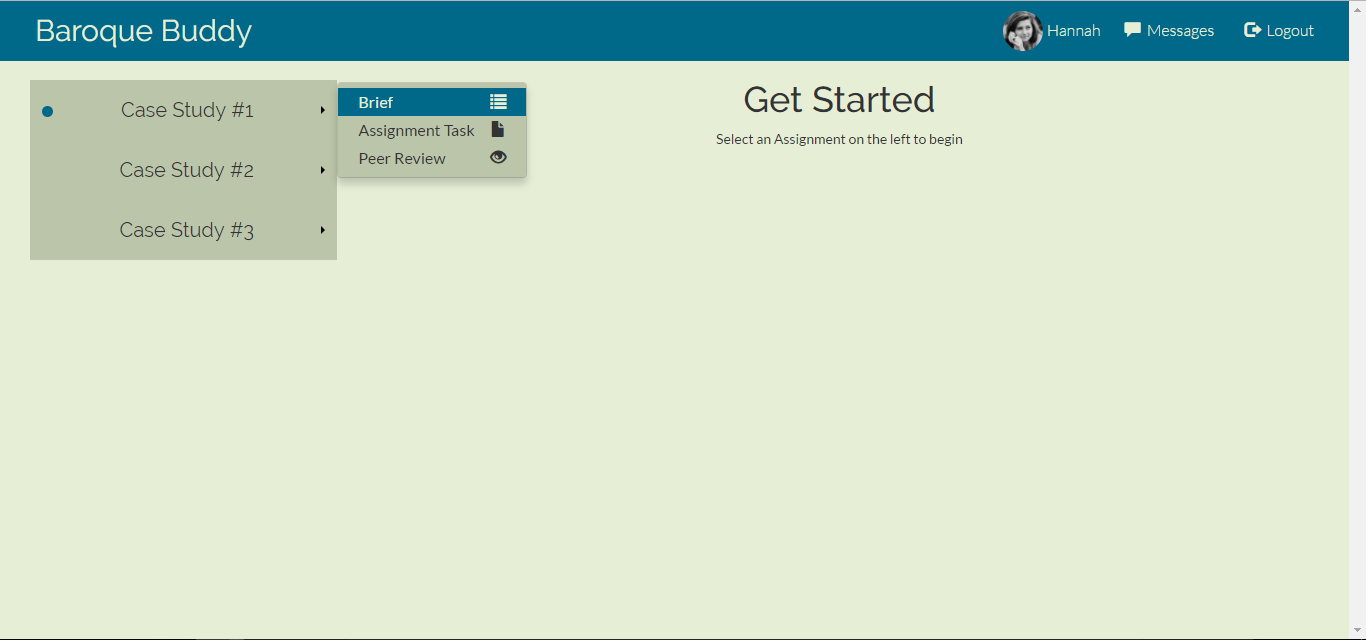 Baroque Buddy
Hannah Messages Logout
Case Study #1
Case Study #2
Case Study #3
Brief
Assignment Task
Peer Review
Get Started
Select an Assignment on the left to begin